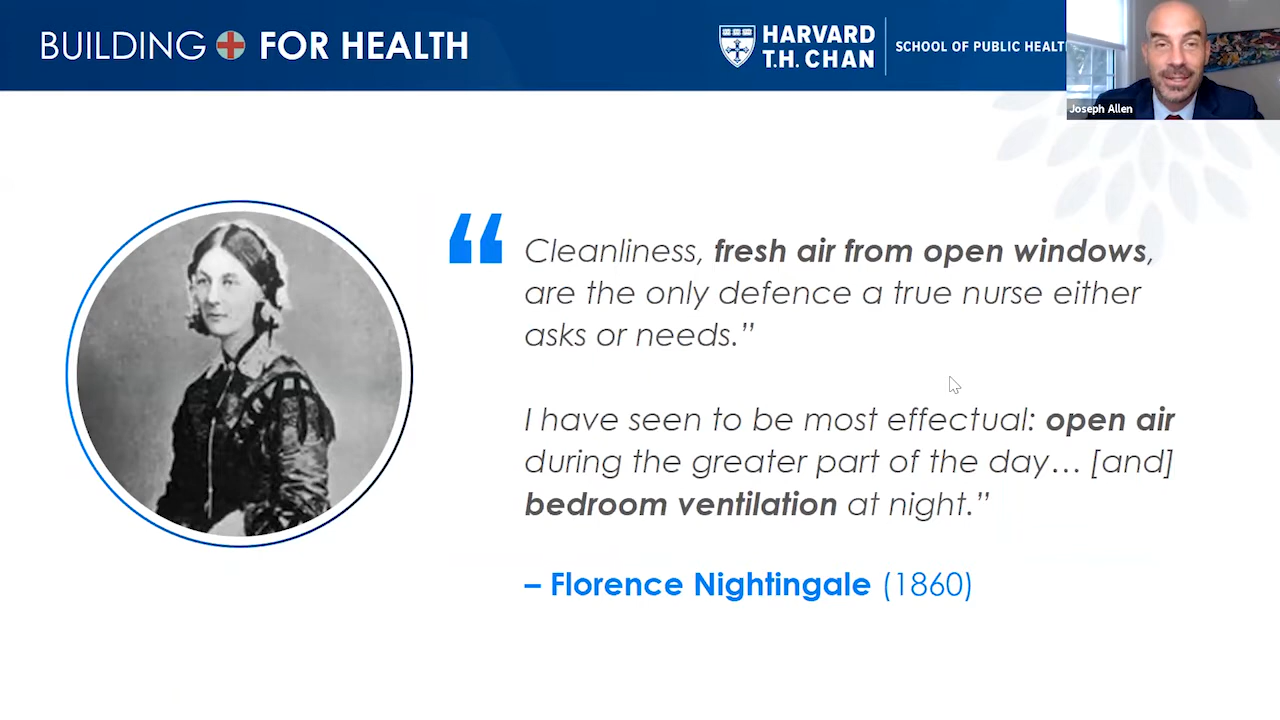 BUILDING FOR HEALTH
HARVARD
T.H. CHAN
SCHOOL OF PUBLIC HEALT
Joseph Allen
“Cleanliness, fresh air from open windows,
are the only defence a true nurse either
asks or needs.”
I have seen to be most effectual: open air
during the greater part of the day... [and]
bedroom ventilation at night.”
– Florence Nightingale (1860)